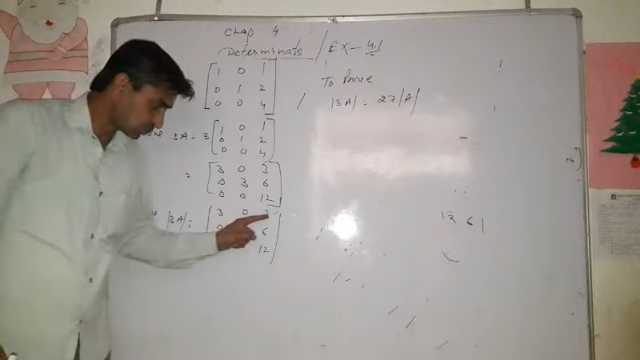 Chap 4
Determinats / EX-4.1
[1 0 1
0 1 2
0 0 4]
To Prove
|3A| = 27|A|
3A = 3 [1 0 1
0 1 2
0 0 4]
= [3 0 3
0 3 6
0 0 12]
|3A| = |3 0 3
6
12|